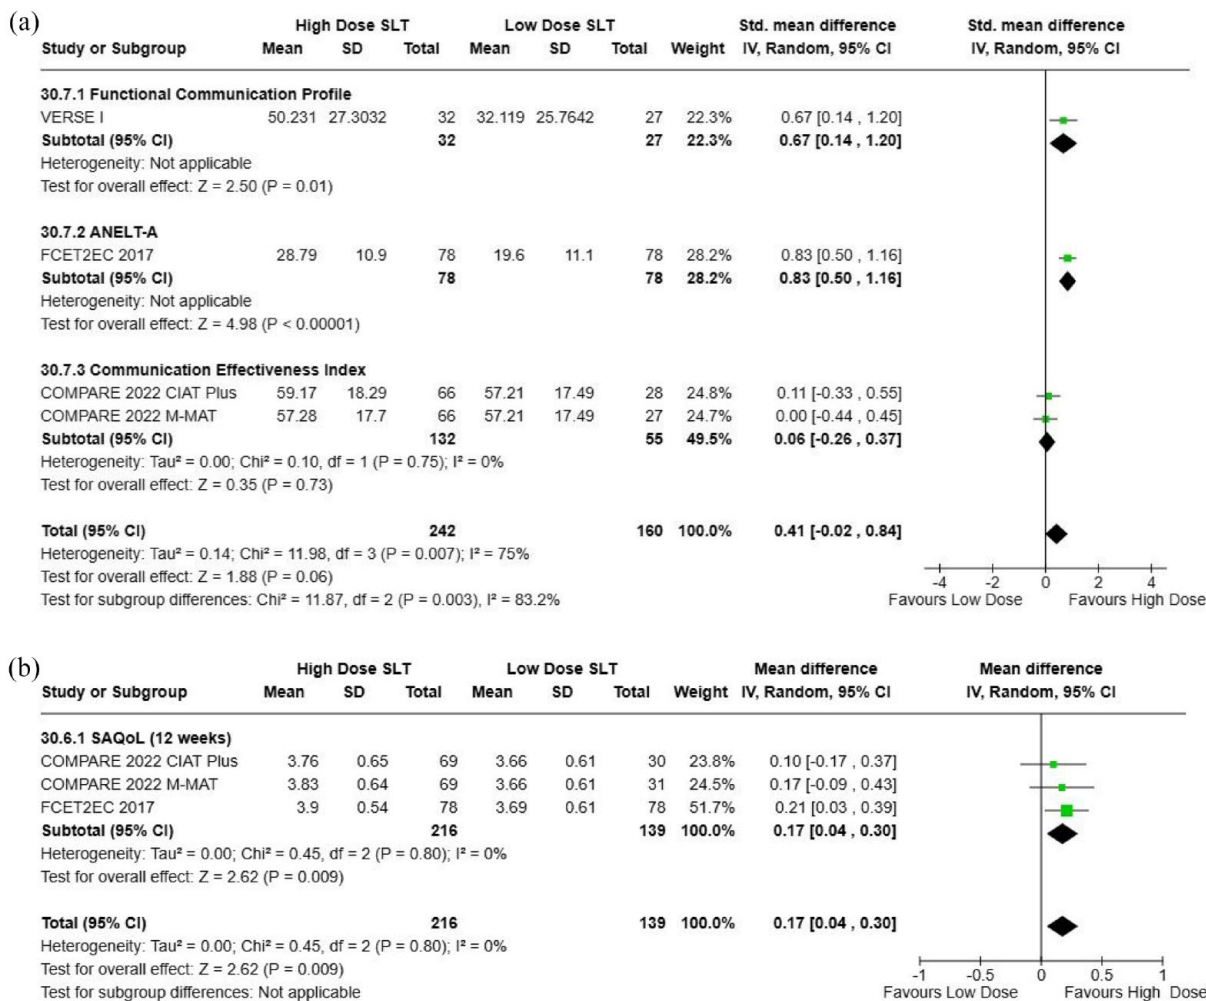 (a)
High Dose SLT Low Dose SLT Std. mean difference Std. mean difference
Study or Subgroup Mean SD Total Mean SD Total Weight IV, Random, 95% CI IV, Random, 95% CI
30.7.1 Functional Communication Profile
VERSE I 50.231 27.3032 32 32.119 25.7642 27 22.3% 0.67 [0.14 , 1.20]
Subtotal (95% CI) 32 27 22.3% 0.67 [0.14 , 1.20]
Heterogeneity: Not applicable
Test for overall effect: Z = 2.50 (P = 0.01)
30.7.2 ANELT-A
FCET2EC 2017 28.79 10.9 78 19.6 11.1 78 28.2% 0.83 [0.50 , 1.16]
Subtotal (95% CI) 78 78 28.2% 0.83 [0.50 , 1.16]
Heterogeneity: Not applicable
Test for overall effect: Z = 4.98 (P < 0.00001)
30.7.3 Communication Effectiveness Index
COMPARE 2022 CIAT Plus 59.17 18.29 66 57.21 17.49 28 24.8% 0.11 [-0.33 , 0.55]
COMPARE 2022 M-MAT 57.28 17.7 66 57.21 17.49 27 24.7% 0.00 [-0.44 , 0.45]
Subtotal (95% CI) 132 55 49.5% 0.06 [-0.26 , 0.37]
Heterogeneity: Tau² = 0.00; Chi² = 0.10, df = 1 (P = 0.75); I² = 0%
Test for overall effect: Z = 0.35 (P = 0.73)
Total (95% CI) 242 160 100.0% 0.41 [-0.02 , 0.84]
Heterogeneity: Tau² = 0.14; Chi² = 11.98, df = 3 (P = 0.007); I² = 75%
Test for overall effect: Z = 1.88 (P = 0.06)
Test for subgroup differences: Chi² = 11.87, df = 2 (P = 0.003), I² = 83.2%
-4 -2 0 2 4
Favours Low Dose Favours High Dose
(b)
High Dose SLT Low Dose SLT Mean difference Mean difference
Study or Subgroup Mean SD Total Mean SD Total Weight IV, Random, 95% CI IV, Random, 95% CI
30.6.1 SAQoL (12 weeks)
COMPARE 2022 CIAT Plus 3.76 0.65 69 3.66 0.61 30 23.8% 0.10 [-0.17 , 0.37]
COMPARE 2022 M-MAT 3.83 0.64 69 3.66 0.61 31 24.5% 0.17 [-0.09 , 0.43]
FCET2EC 2017 3.9 0.54 78 3.69 0.61 78 51.7% 0.21 [0.03 , 0.39]
Subtotal (95% CI) 216 139 100.0% 0.17 [0.04 , 0.30]
Heterogeneity: Tau² = 0.00; Chi² = 0.45, df = 2 (P = 0.80); I² = 0%
Test for overall effect: Z = 2.62 (P = 0.009)
Total (95% CI) 216 139 100.0% 0.17 [0.04 , 0.30]
Heterogeneity: Tau² = 0.00; Chi² = 0.45, df = 2 (P = 0.80); I² = 0%
Test for overall effect: Z = 2.62 (P = 0.009)
Test for subgroup differences: Not applicable
-1 -0.5 0 0.5 1
Favours Low Dose Favours High Dose